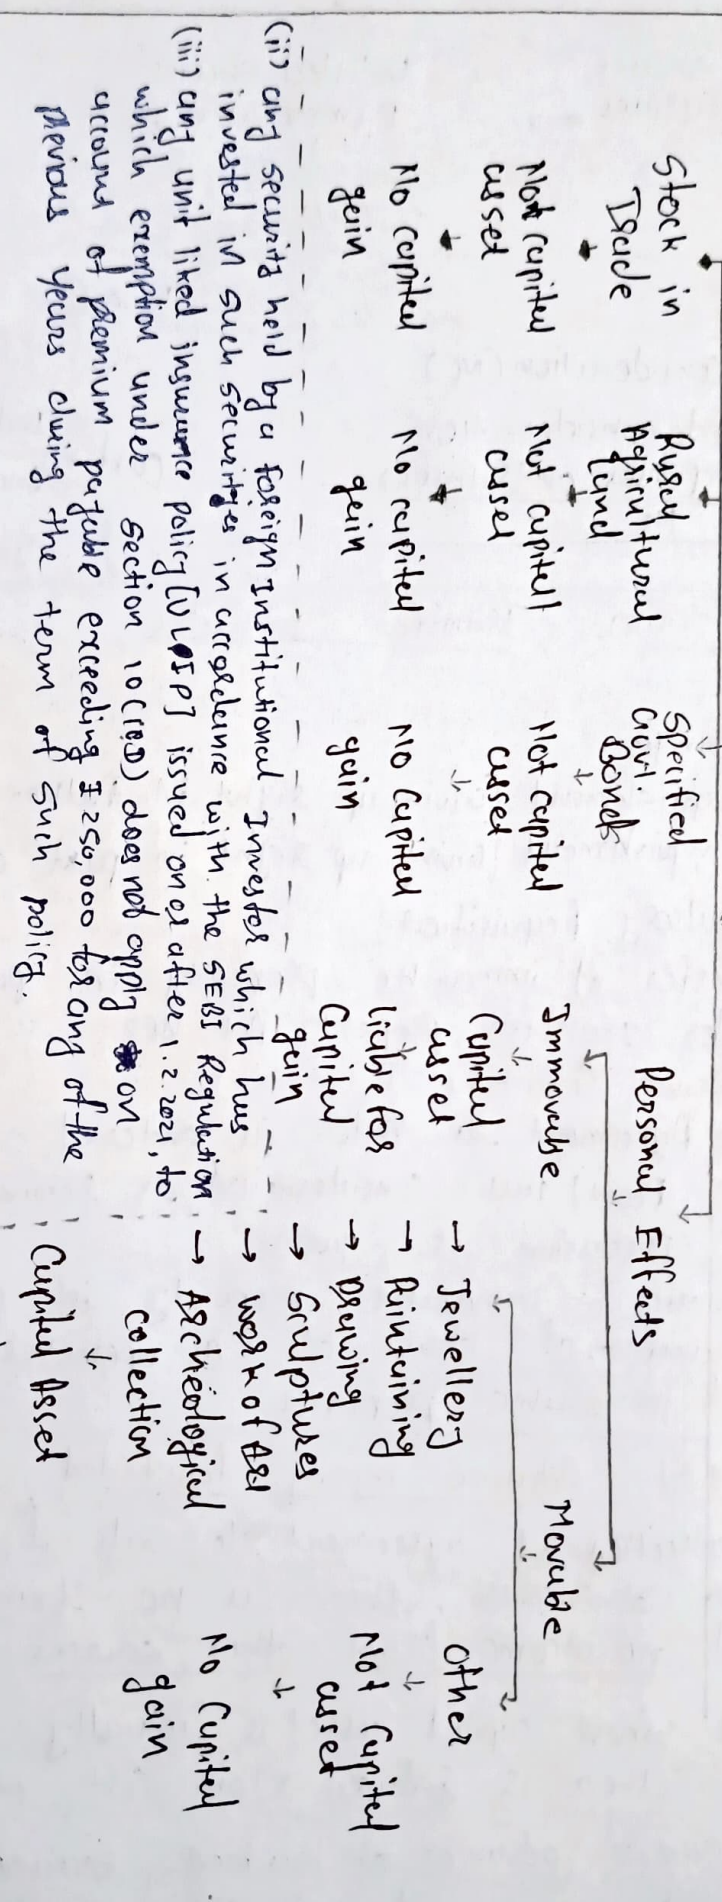 Stock in
Trade
Not capital
asset
No capital
gain
Rural
Agricultural
land
Not capitall
asset
No capital
gain
Specified
Govt
Bonds
Not capital
asset
No Capital
gain
Personal Effects
Immovable
Capital
asset
liable for
Capital
gain
Movable
→ Jewellery
→ Paintaining
→ Drawing
→ Sculptures
→ work of Art
→ Archeological
collection
Capital Asset
Other
Not Capital
asset
No Capital
gain
(ii) any security held by a foreign Institutional Investor which has
invested in such securities in accordance with the SEBI Regulation
(iii) any unit liked insurance policy [ULIP] issued on or after 1.2.2021, to
which exemption under section 10(10D) does not apply on
account of premium payable exceeding ₹250,000 for any of the
previous years during the term of such policy.